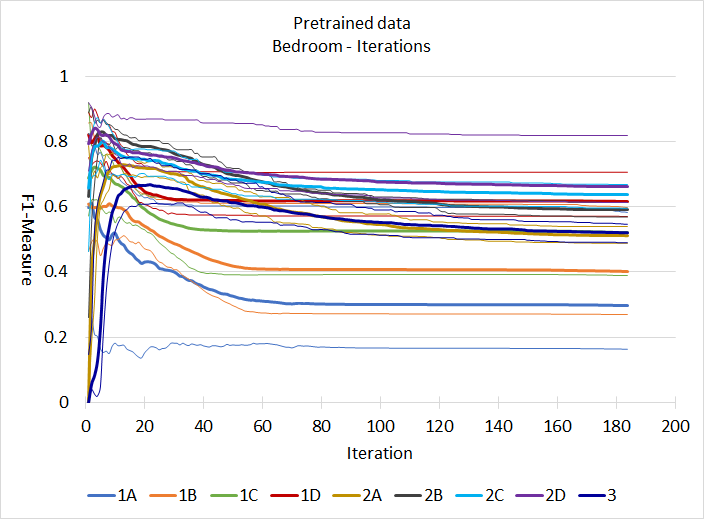 Pretrained data
Bedroom - Iterations
1
0.8
0.6
0.4
0.2
0
F1-Measure
0 20 40 60 80 100 120 140 160 180 200
Iteration
1A 1B 1C 1D 2A 2B 2C 2D 3